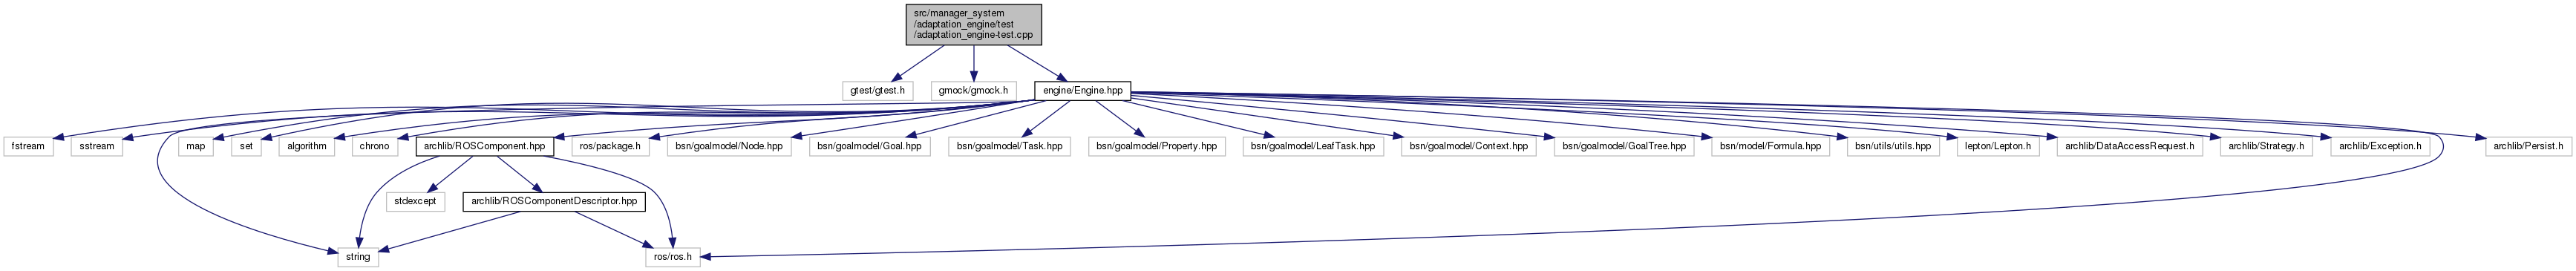 src/manager_system
/adaptation_engine/test
/adaptation_engine-test.cpp
gtest/gtest.h
gmock/gmock.h
engine/Engine.hpp
fstream
sstream
map
set
algorithm
chrono
archlib/ROSComponent.hpp
ros/package.h
bsn/goalmodel/Node.hpp
bsn/goalmodel/Goal.hpp
bsn/goalmodel/Task.hpp
bsn/goalmodel/Property.hpp
bsn/goalmodel/LeafTask.hpp
bsn/goalmodel/Context.hpp
bsn/goalmodel/GoalTree.hpp
bsn/model/Formula.hpp
bsn/utils/utils.hpp
lepton/Lepton.h
archlib/DataAccessRequest.h
archlib/Strategy.h
archlib/Exception.h
archlib/Persist.h
stdexcept
archlib/ROSComponentDescriptor.hpp
string
ros/ros.h